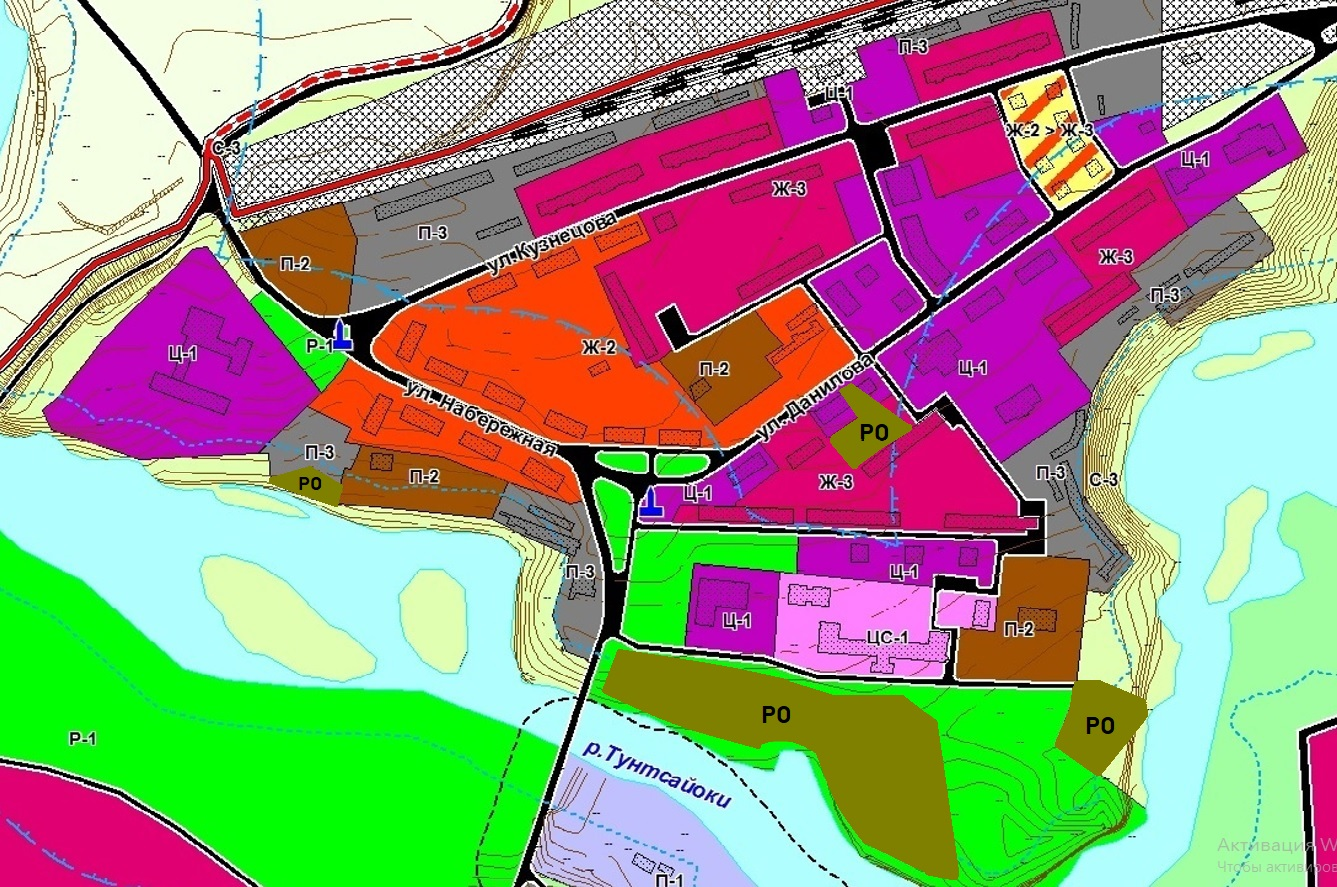 П-3
Ц-1
Ж-2 > Ж-3
С-3
Ц-1
Ж-3
П-3
ул.Кузнецова
Ж-3
П-2
П-3
Р-1
Ц-1
Ж-2
П-2
Ц-1
ул.Данилова
ул. Набережная
РО
П-3
П-2
РО
Ц-1
Ж-3
П-3
С-3
П-3
Ц-1
Ц-1
ЦС-1
П-2
РО
РО
Р-1
р.Тунтсайоки
П-1
Активация W
Чтобы активиров